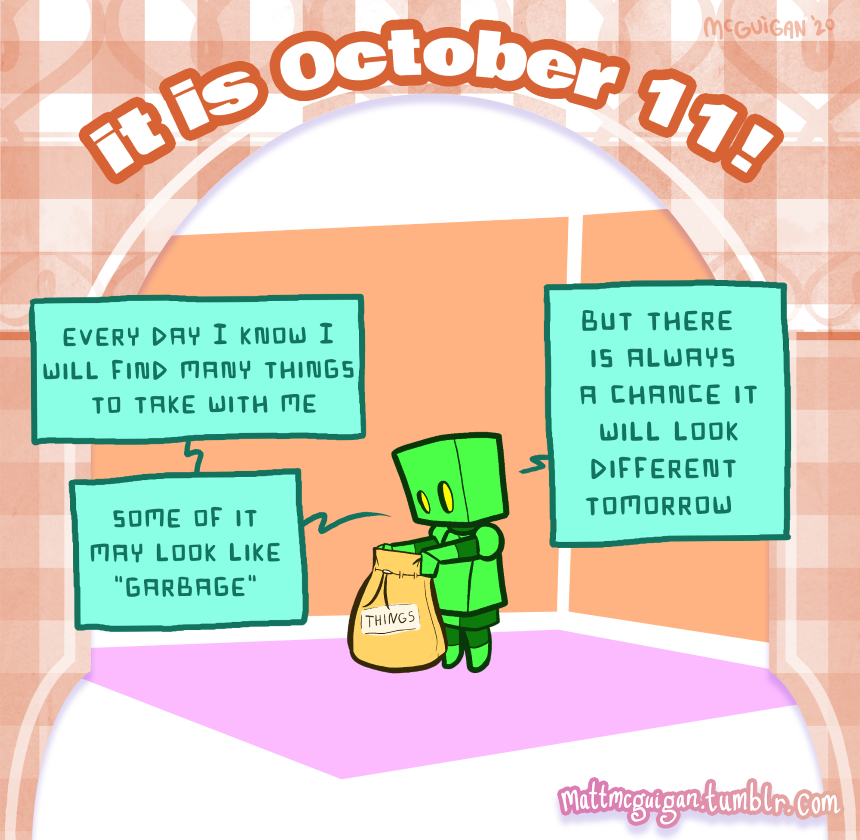 McGUiGAN '20
it is October 11!
EVERY DAY I KNOW I
WILL FIND MANY THINGS
TO TAKE WITH ME
SOME OF IT
MAY LOOK LIKE
"GARBAGE"
BUT THERE
IS ALWAYS
A CHANCE IT
WILL LOOK
DIFFERENT
TOMORROW
THINGS
mattmcguigan.tumblr.com